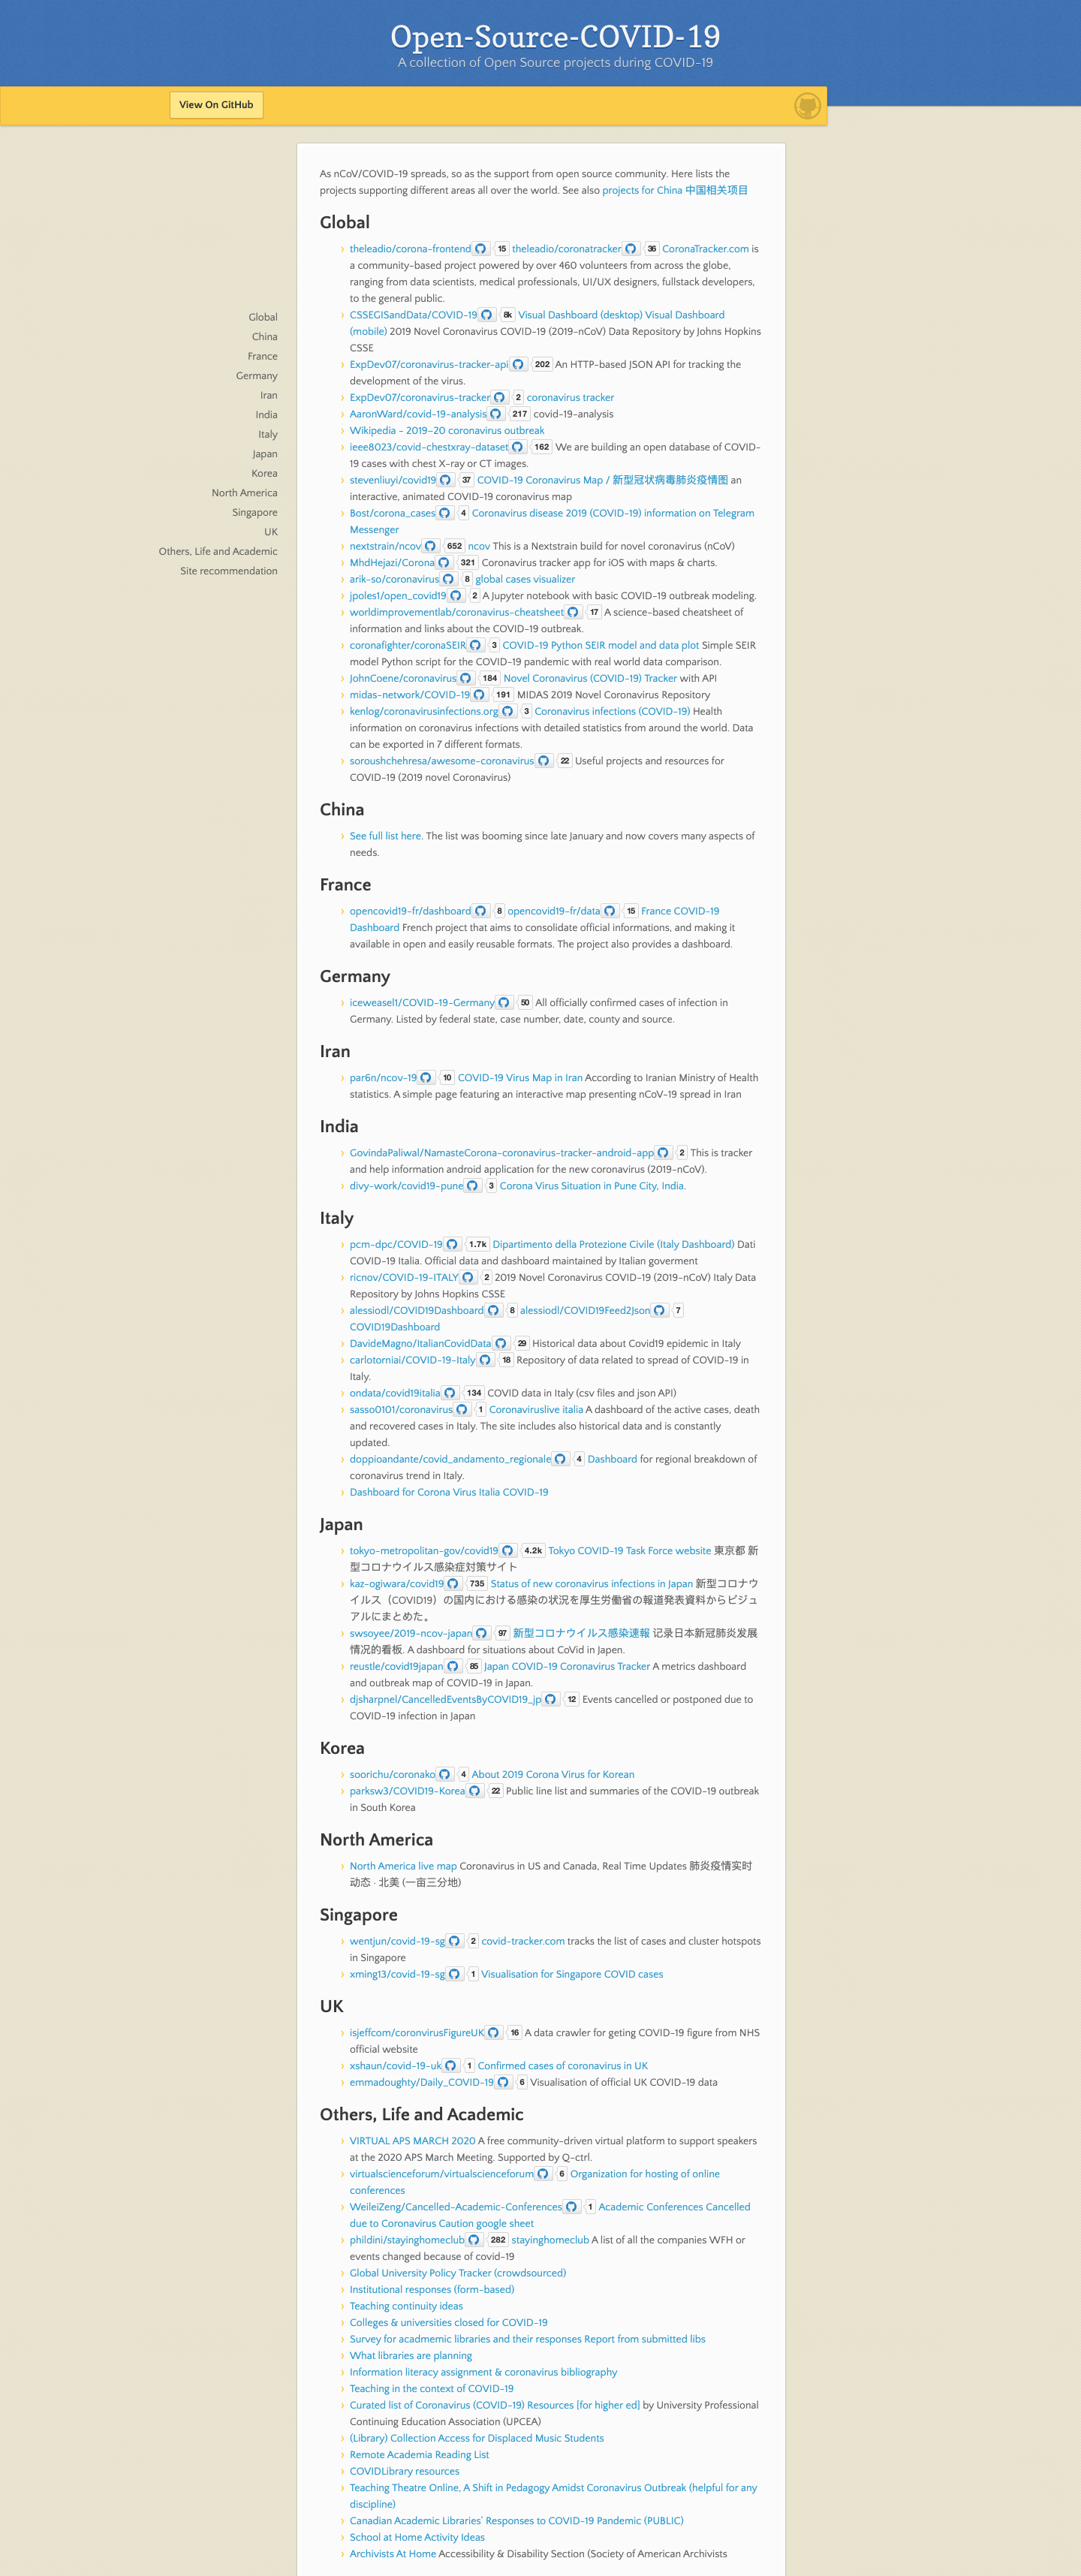 Open-Source-COVID-19
A collection of Open Source projects during COVID-19
View On GitHub
Global
China
France
Germany
Iran
India
Italy
Japan
Korea
North America
Singapore
UK
Others, Life and Academic
Site recommendation
As nCoV/COVID-19 spreads, so as the support from open source community. Here lists the
projects supporting different areas all over the world. See also projects for China 中国相关项目
Global
theleadio/corona-frontend 15 theleadio/coronatracker 36 CoronaTracker.com is
a community-based project powered by over 460 volunteers from across the globe,
ranging from data scientists, medical professionals, UI/UX designers, fullstack developers,
to the general public.
CSSEGISandData/COVID-19 8k Visual Dashboard (desktop) Visual Dashboard
(mobile) 2019 Novel Coronavirus COVID-19 (2019-nCoV) Data Repository by Johns Hopkins
CSSE
ExpDev07/coronavirus-tracker-api 202 An HTTP-based JSON API for tracking the
development of the virus.
ExpDev07/coronavirus-tracker 2 coronavirus tracker
AaronWard/covid-19-analysis 217 covid-19-analysis
Wikipedia - 2019–20 coronavirus outbreak
ieee8023/covid-chestxray-dataset 162 We are building an open database of COVID-
19 cases with chest X-ray or CT images.
stevenliuyi/covid19 37 COVID-19 Coronavirus Map / 新型冠状病毒肺炎疫情图 an
interactive, animated COVID-19 coronavirus map
Bost/corona_cases 4 Coronavirus disease 2019 (COVID-19) information on Telegram
Messenger
nextstrain/ncov 652 ncov This is a Nextstrain build for novel coronavirus (nCoV)
MhdHejazi/Corona 321 Coronavirus tracker app for iOS with maps & charts.
arik-so/coronavirus 8 global cases visualizer
jpoles1/open_covid19 2 A Jupyter notebook with basic COVID-19 outbreak modeling.
worldimprovementlab/coronavirus-cheatsheet 17 A science-based cheatsheet of
information and links about the COVID-19 outbreak.
coronafighter/coronaSEIR 3 COVID-19 Python SEIR model and data plot Simple SEIR
model Python script for the COVID-19 pandemic with real world data comparison.
JohnCoene/coronavirus 184 Novel Coronavirus (COVID-19) Tracker with API
midas-network/COVID-19 191 MIDAS 2019 Novel Coronavirus Repository
kenlog/coronavirusinfections.org 3 Coronavirus infections (COVID-19) Health
information on coronavirus infections with detailed statistics from around the world. Data
can be exported in 7 different formats.
soroushchehresa/awesome-coronavirus 22 Useful projects and resources for
COVID-19 (2019 novel Coronavirus)
China
See full list here. The list was booming since late January and now covers many aspects of
needs.
France
opencovid19-fr/dashboard 8 opencovid19-fr/data 15 France COVID-19
Dashboard French project that aims to consolidate official informations, and making it
available in open and easily reusable formats. The project also provides a dashboard.
Germany
iceweasel1/COVID-19-Germany 50 All officially confirmed cases of infection in
Germany. Listed by federal state, case number, date, county and source.
Iran
par6n/ncov-19 10 COVID-19 Virus Map in Iran According to Iranian Ministry of Health
statistics. A simple page featuring an interactive map presenting nCoV-19 spread in Iran
India
GovindaPaliwal/NamasteCorona-coronavirus-tracker-android-app 2 This is tracker
and help information android application for the new coronavirus (2019-nCoV).
divy-work/covid19-pune 3 Corona Virus Situation in Pune City, India.
Italy
pcm-dpc/COVID-19 1.7k Dipartimento della Protezione Civile (Italy Dashboard) Dati
COVID-19 Italia. Official data and dashboard maintained by Italian goverment
ricnov/COVID-19-ITALY 2 2019 Novel Coronavirus COVID-19 (2019-nCoV) Italy Data
Repository by Johns Hopkins CSSE
alessiodl/COVID19Dashboard 8 alessiodl/COVID19Feed2Json 7
COVID19Dashboard
DavideMagno/ItalianCovidData 29 Historical data about Covid19 epidemic in Italy
carlotorniai/COVID-19-Italy 18 Repository of data related to spread of COVID-19 in
Italy.
ondata/covid19italia 134 COVID data in Italy (csv files and json API)
sasso0101/coronavirus 1 Coronaviruslive italia A dashboard of the active cases, death
and recovered cases in Italy. The site includes also historical data and is constantly
updated.
doppioandante/covid_andamento_regionale 4 Dashboard for regional breakdown of
coronavirus trend in Italy.
Dashboard for Corona Virus Italia COVID-19
Japan
tokyo-metropolitan-gov/covid19 4.2k Tokyo COVID-19 Task Force website 東京都 新
型コロナウイルス感染症対策サイト
kaz-ogiwara/covid19 735 Status of new coronavirus infections in Japan 新型コロナウ
イルス（COVID19）の国内における感染の状況を厚生労働省の報道発表資料からビジュ
アルにまとめた。
swsoyee/2019-ncov-japan 97 新型コロナウイルス感染速報 记录日本新冠肺炎发展
情况的看板. A dashboard for situations about CoVid in Japen.
reustle/covid19japan 85 Japan COVID-19 Coronavirus Tracker A metrics dashboard
and outbreak map of COVID-19 in Japan.
djsharpnel/CancelledEventsByCOVID19_jp 12 Events cancelled or postponed due to
COVID-19 infection in Japan
Korea
soorichu/coronako 4 About 2019 Corona Virus for Korean
parksw3/COVID19-Korea 22 Public line list and summaries of the COVID-19 outbreak
in South Korea
North America
North America live map Coronavirus in US and Canada, Real Time Updates 肺炎疫情实时
动态 · 北美 (一亩三分地)
Singapore
wentjun/covid-19-sg 2 covid-tracker.com tracks the list of cases and cluster hotspots
in Singapore
xming13/covid-19-sg 1 Visualisation for Singapore COVID cases
UK
isjeffcom/coronvirusFigureUK 16 A data crawler for geting COVID-19 figure from NHS
official website
xshaun/covid-19-uk 1 Confirmed cases of coronavirus in UK
emmadoughty/Daily_COVID-19 6 Visualisation of official UK COVID-19 data
Others, Life and Academic
VIRTUAL APS MARCH 2020 A free community-driven virtual platform to support speakers
at the 2020 APS March Meeting. Supported by Q-ctrl.
virtualscienceforum/virtualscienceforum 6 Organization for hosting of online
conferences
WeileiZeng/Cancelled-Academic-Conferences 1 Academic Conferences Cancelled
due to Coronavirus Caution google sheet
phildini/stayinghomeclub 282 stayinghomeclub A list of all the companies WFH or
events changed because of covid-19
Global University Policy Tracker (crowdsourced)
Institutional responses (form-based)
Teaching continuity ideas
Colleges & universities closed for COVID-19
Survey for acadmemic libraries and their responses Report from submitted libs
What libraries are planning
Information literacy assignment & coronavirus bibliography
Teaching in the context of COVID-19
Curated list of Coronavirus (COVID-19) Resources [for higher ed] by University Professional
Continuing Education Association (UPCEA)
(Library) Collection Access for Displaced Music Students
Remote Academia Reading List
COVIDLibrary resources
Teaching Theatre Online, A Shift in Pedagogy Amidst Coronavirus Outbreak (helpful for any
discipline)
Canadian Academic Libraries' Responses to COVID-19 Pandemic (PUBLIC)
School at Home Activity Ideas
Archivists At Home Accessibility & Disability Section (Society of American Archivists